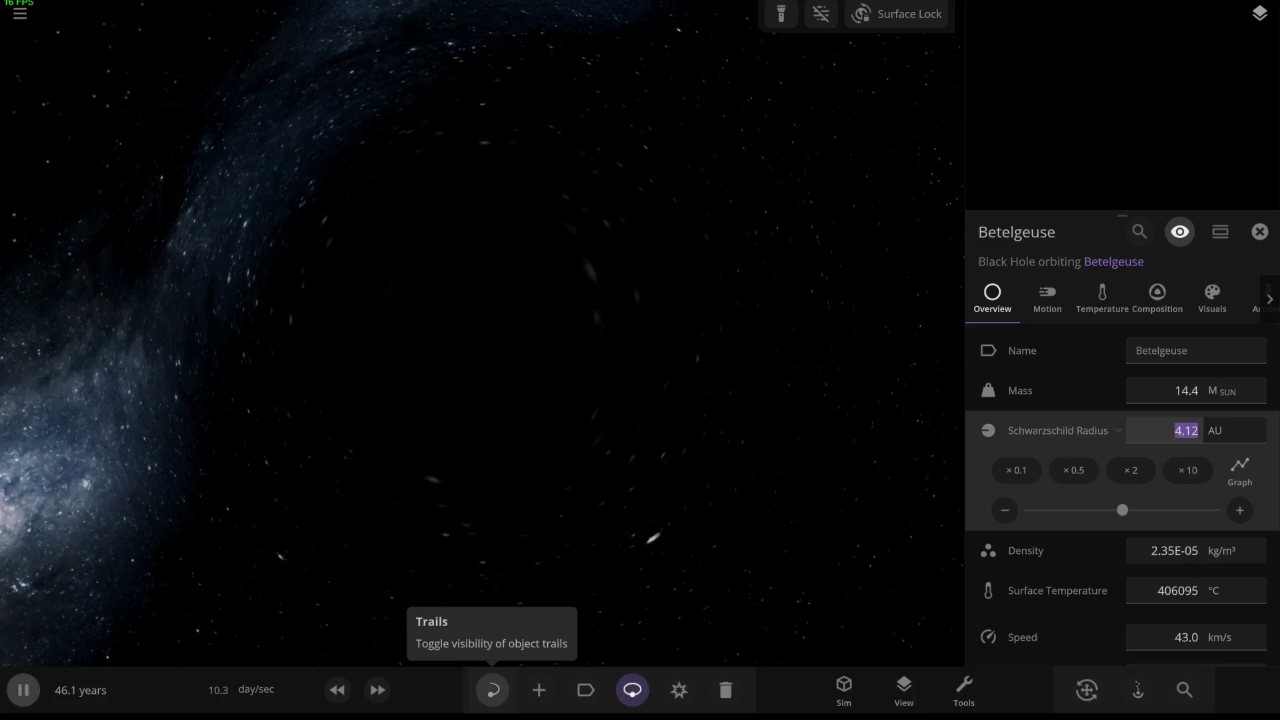 16 FPS
Surface Lock
Betelgeuse
Black Hole orbiting Betelgeuse
Overview
Motion
Temperature
Composition
Visuals
Name
Betelgeuse
Mass
14.4 M SUN
Schwarzschild Radius
4.12 AU
× 0.1
× 0.5
× 2
× 10
Graph
Density
2.35E-05 kg/m³
Surface Temperature
406095 °C
Speed
43.0 km/s
Trails
Toggle visibility of object trails
46.1 years
10.3 day/sec
Sim
View
Tools